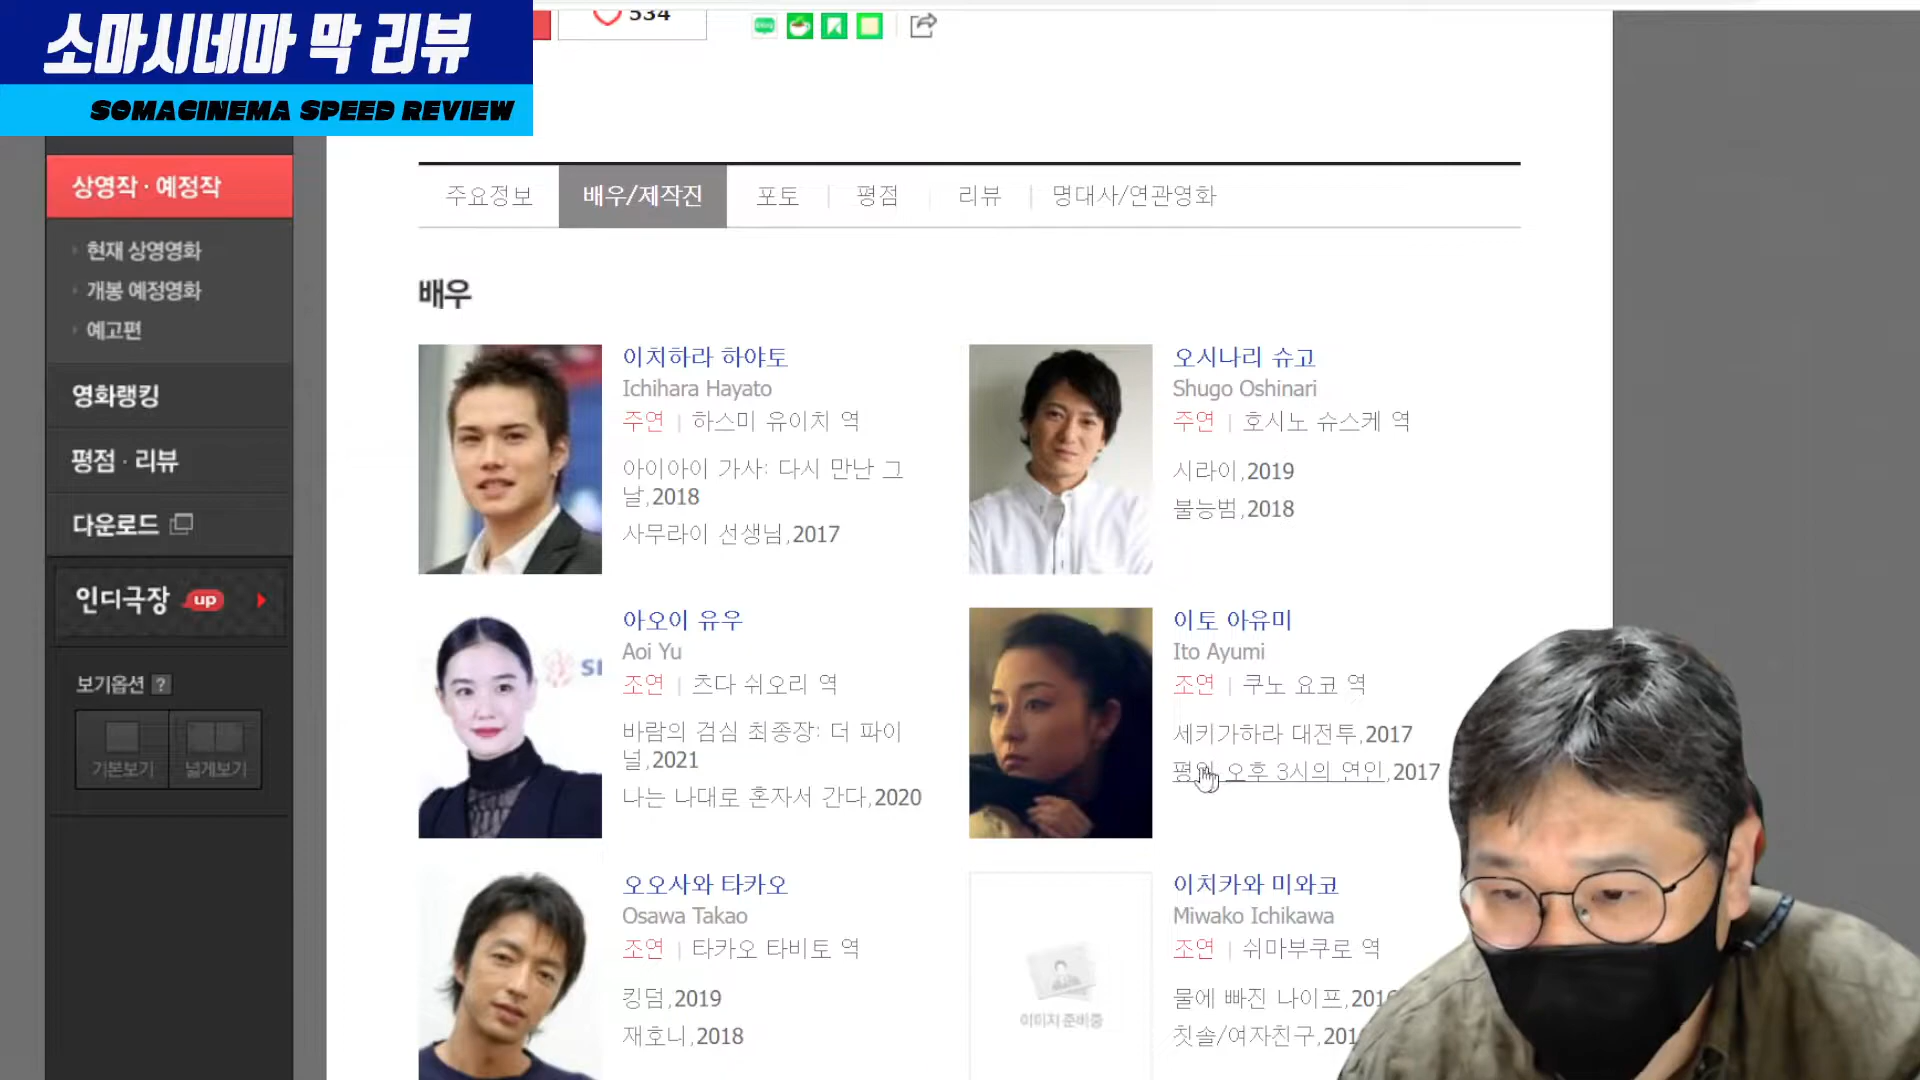 소마시네마 막 리뷰
SOMACINEMA SPEED REVIEW
534
상영작·예정작
현재 상영영화
개봉 예정영화
예고편
영화랭킹
평점·리뷰
다운로드
인디극장 up
보기옵션 ?
기본보기 넓게보기
주요정보 배우/제작진 포토 평점 리뷰 명대사/연관영화
배우
이치하라 하야토
Ichihara Hayato
주연 | 하스미 유이치 역
아이아이 가사: 다시 만난 그
날,2018
사무라이 선생님,2017
오시나리 슈고
Shugo Oshinari
주연 | 호시노 슈스케 역
시라이,2019
불능범,2018
아오이 유우
Aoi Yu
조연 | 츠다 쉬오리 역
바람의 검심 최종장: 더 파이
널,2021
나는 나대로 혼자서 간다,2020
이토 아유미
Ito Ayumi
조연 | 쿠노 요코 역
세키가하라 대전투,2017
오후 3시의 연인,2017
오오사와 타카오
Osawa Takao
조연 | 타카오 타비토 역
킹덤,2019
재호니,2018
이미지 준비중
이치카와 미와코
Miwako Ichikawa
조연 | 쉬마부쿠로 역
물에 빠진 나이프,201
칫솔/여자친구,201